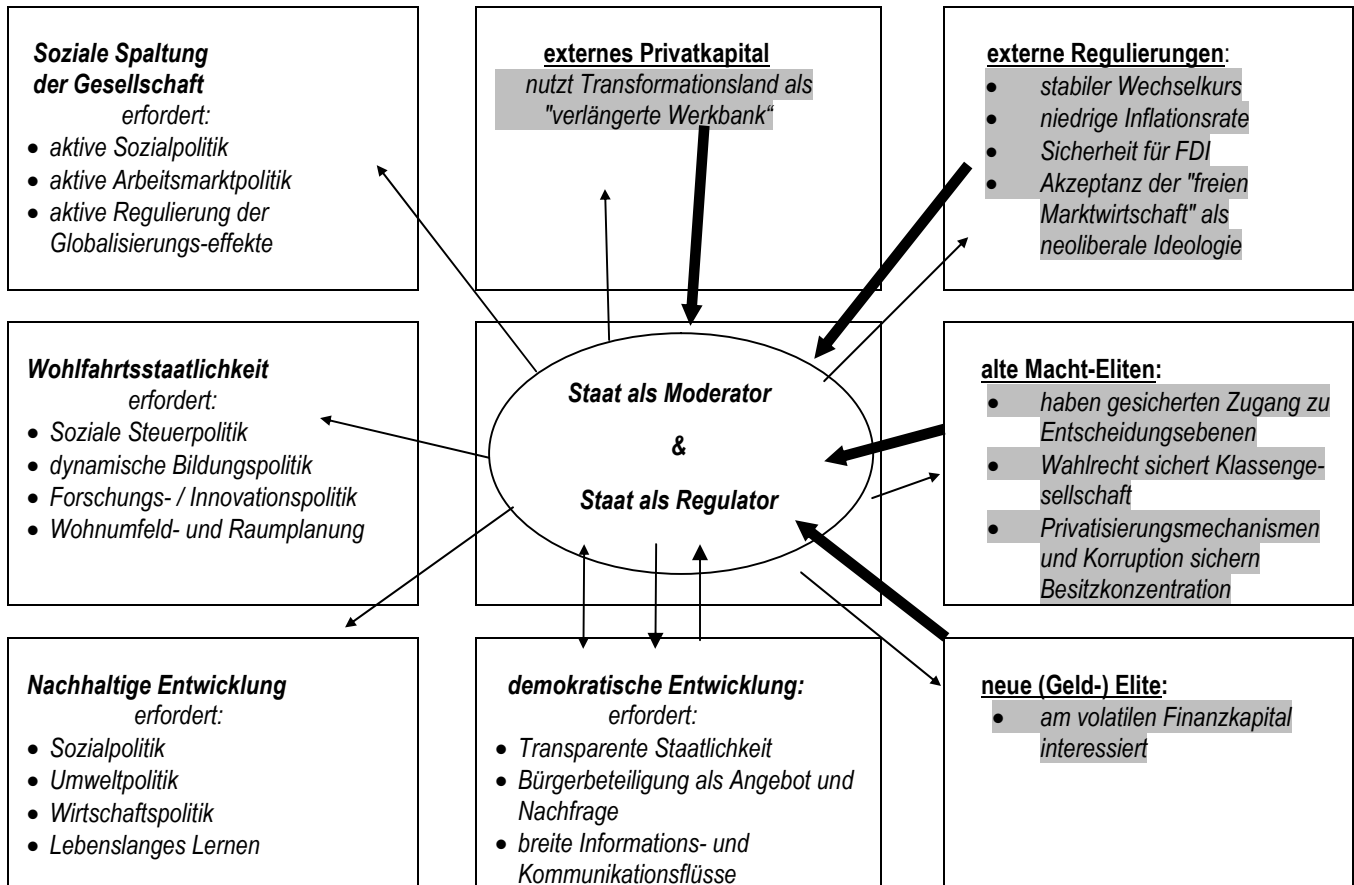 Soziale Spaltung
der Gesellschaft
erfordert:
• aktive Sozialpolitik
• aktive Arbeitsmarktpolitik
• aktive Regulierung der
Globalisierungs-effekte
externes Privatkapital
nutzt Transformationsland als
"verlängerte Werkbank“
externe Regulierungen:
• stabiler Wechselkurs
• niedrige Inflationsrate
• Sicherheit für FDI
• Akzeptanz der "freien
Marktwirtschaft" als
neoliberale Ideologie
Wohlfahrtsstaatlichkeit
erfordert:
• Soziale Steuerpolitik
• dynamische Bildungspolitik
• Forschungs- / Innovationspolitik
• Wohnumfeld- und Raumplanung
Staat als Moderator
&
Staat als Regulator
alte Macht-Eliten:
• haben gesicherten Zugang zu
Entscheidungsebenen
• Wahlrecht sichert Klassenge-
sellschaft
• Privatisierungsmechanismen
und Korruption sichern
Besitzkonzentration
Nachhaltige Entwicklung
erfordert:
• Sozialpolitik
• Umweltpolitik
• Wirtschaftspolitik
• Lebenslanges Lernen
demokratische Entwicklung:
erfordert:
• Transparente Staatlichkeit
• Bürgerbeteiligung als Angebot und
Nachfrage
• breite Informations- und
Kommunikationsflüsse
neue (Geld-) Elite:
• am volatilen Finanzkapital
interessiert